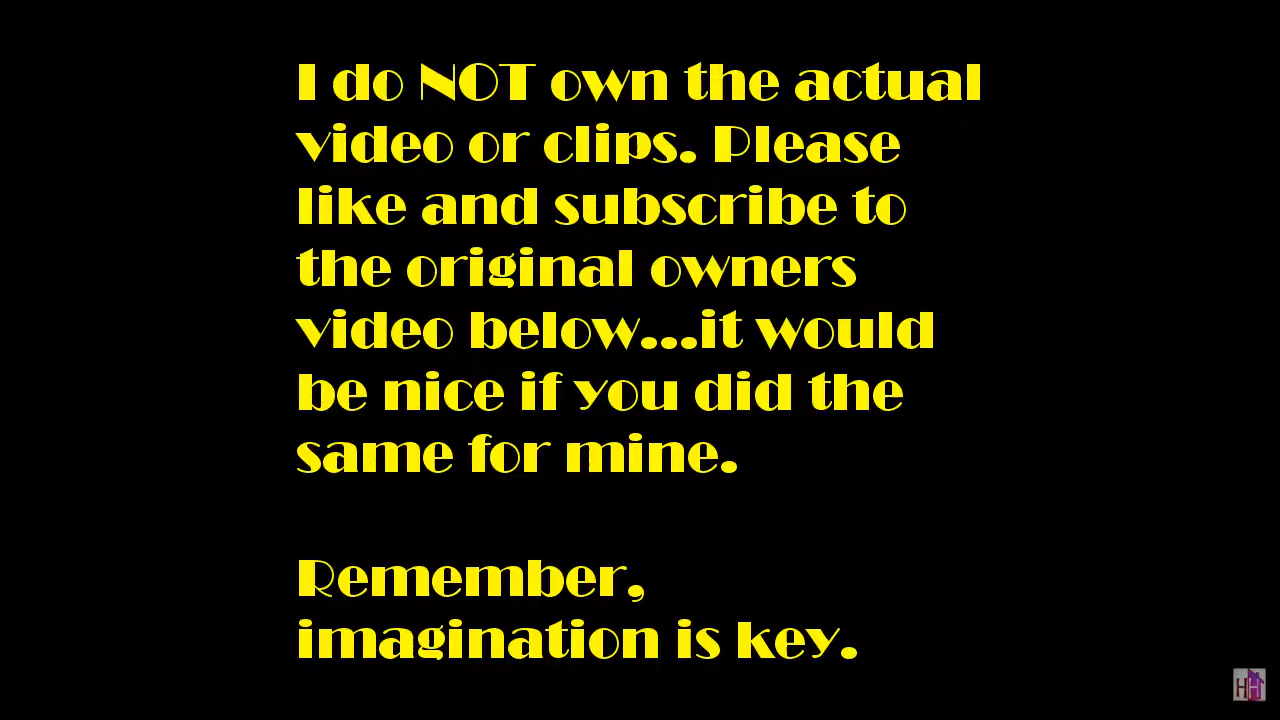 I do NOT own the actual
video or clips. Please
like and subscribe to
the original owners
video below...it would
be nice if you did the
same for mine.
Remember,
imagination is key.
HH